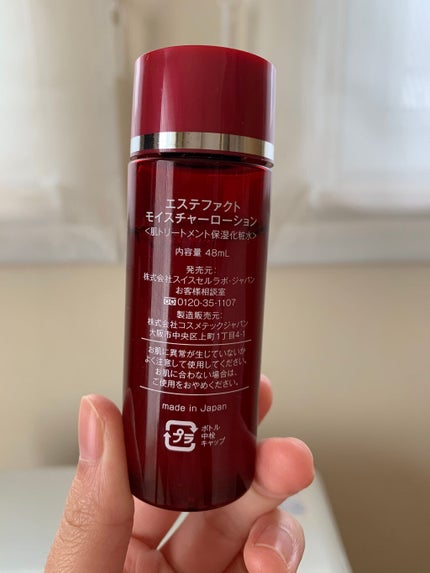 エステファクト
モイスチャーローション
<肌トリートメント保湿化粧水>
内容量 48mL
発売元:
株式会社スイスセルラボ・ジャパン
お客様相談室
0120-35-1107
製造販売元:
株式会社コスメテックジャパン
大阪市中央区上町1丁目4-1
お肌に異常が生じていないか
よく注意して使用してください。
お肌に合わない場合は、
ご使用をおやめください。
made in Japan
プラ
ボトル
中栓
キャップ